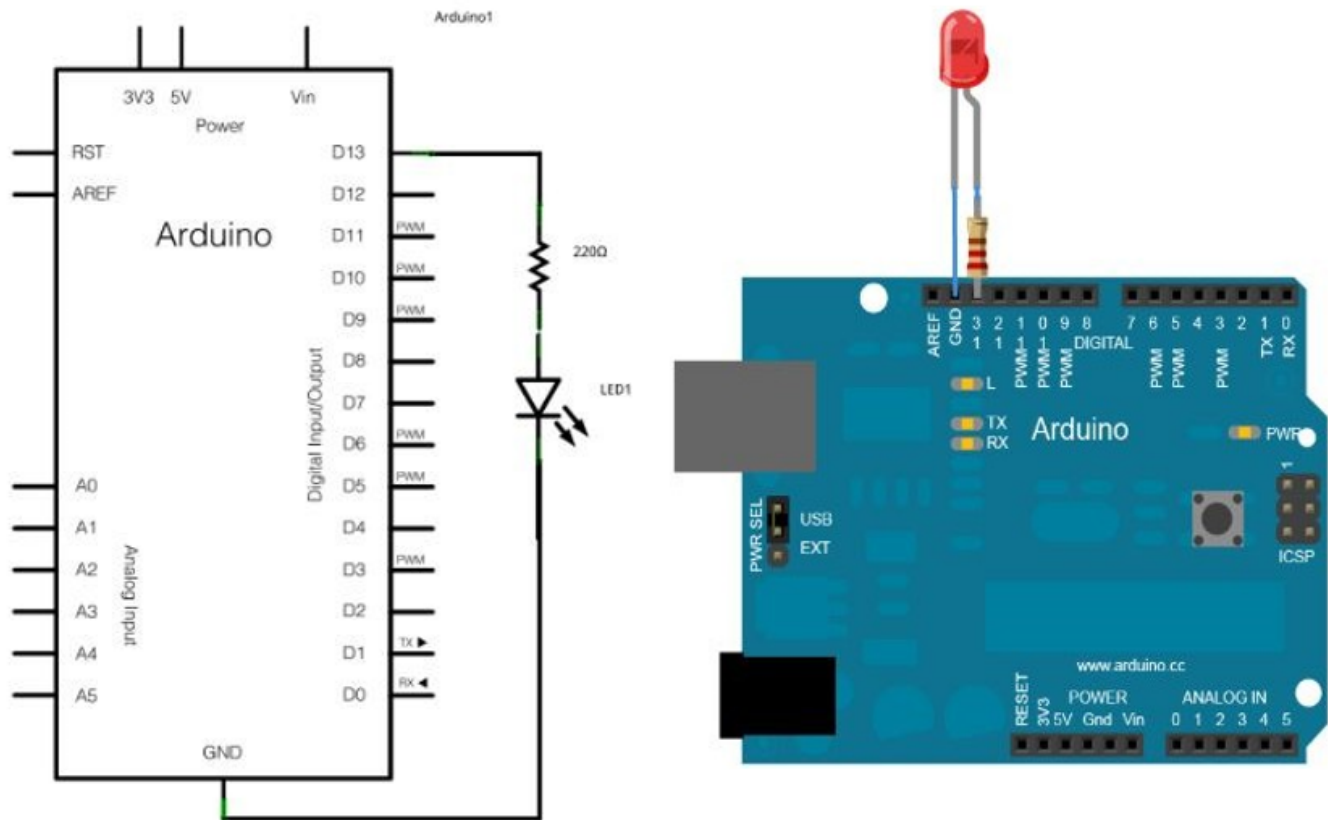 Arduino1
3V3 5V Vin
Power
RST
AREF
Arduino
D13
D12
D11 PWM
D10 PWM
D9 PWM
D8
D7
D6 PWM
D5 PWM
D4
D3 PWM
D2
D1 TX
D0 RX
Digital Input/Output
A0
A1
A2
A3
A4
A5
Analog Input
GND
220Ω
LED1
AREF
GND
13
12
PWM 11
PWM 10
PWM 9
8
DIGITAL
7
PWM 6
PWM 5
4
PWM 3
2
TX 1
RX 0
L
TX
RX
Arduino
PWR
1
ICSP
PWR SEL
USB
EXT
www.arduino.cc
POWER
RESET
3V3
5V Gnd Vin
ANALOG IN
0 1 2 3 4 5